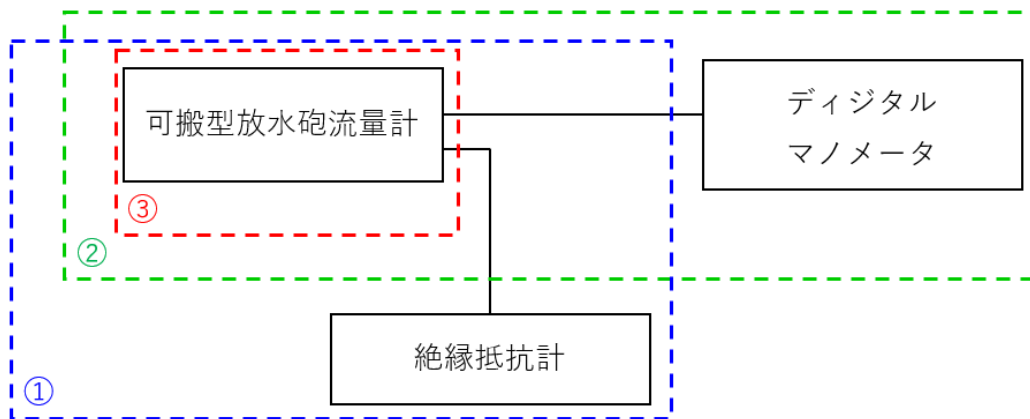 可搬型放水砲流量計
ディジタル
マノメータ
③
②
絶縁抵抗計
①